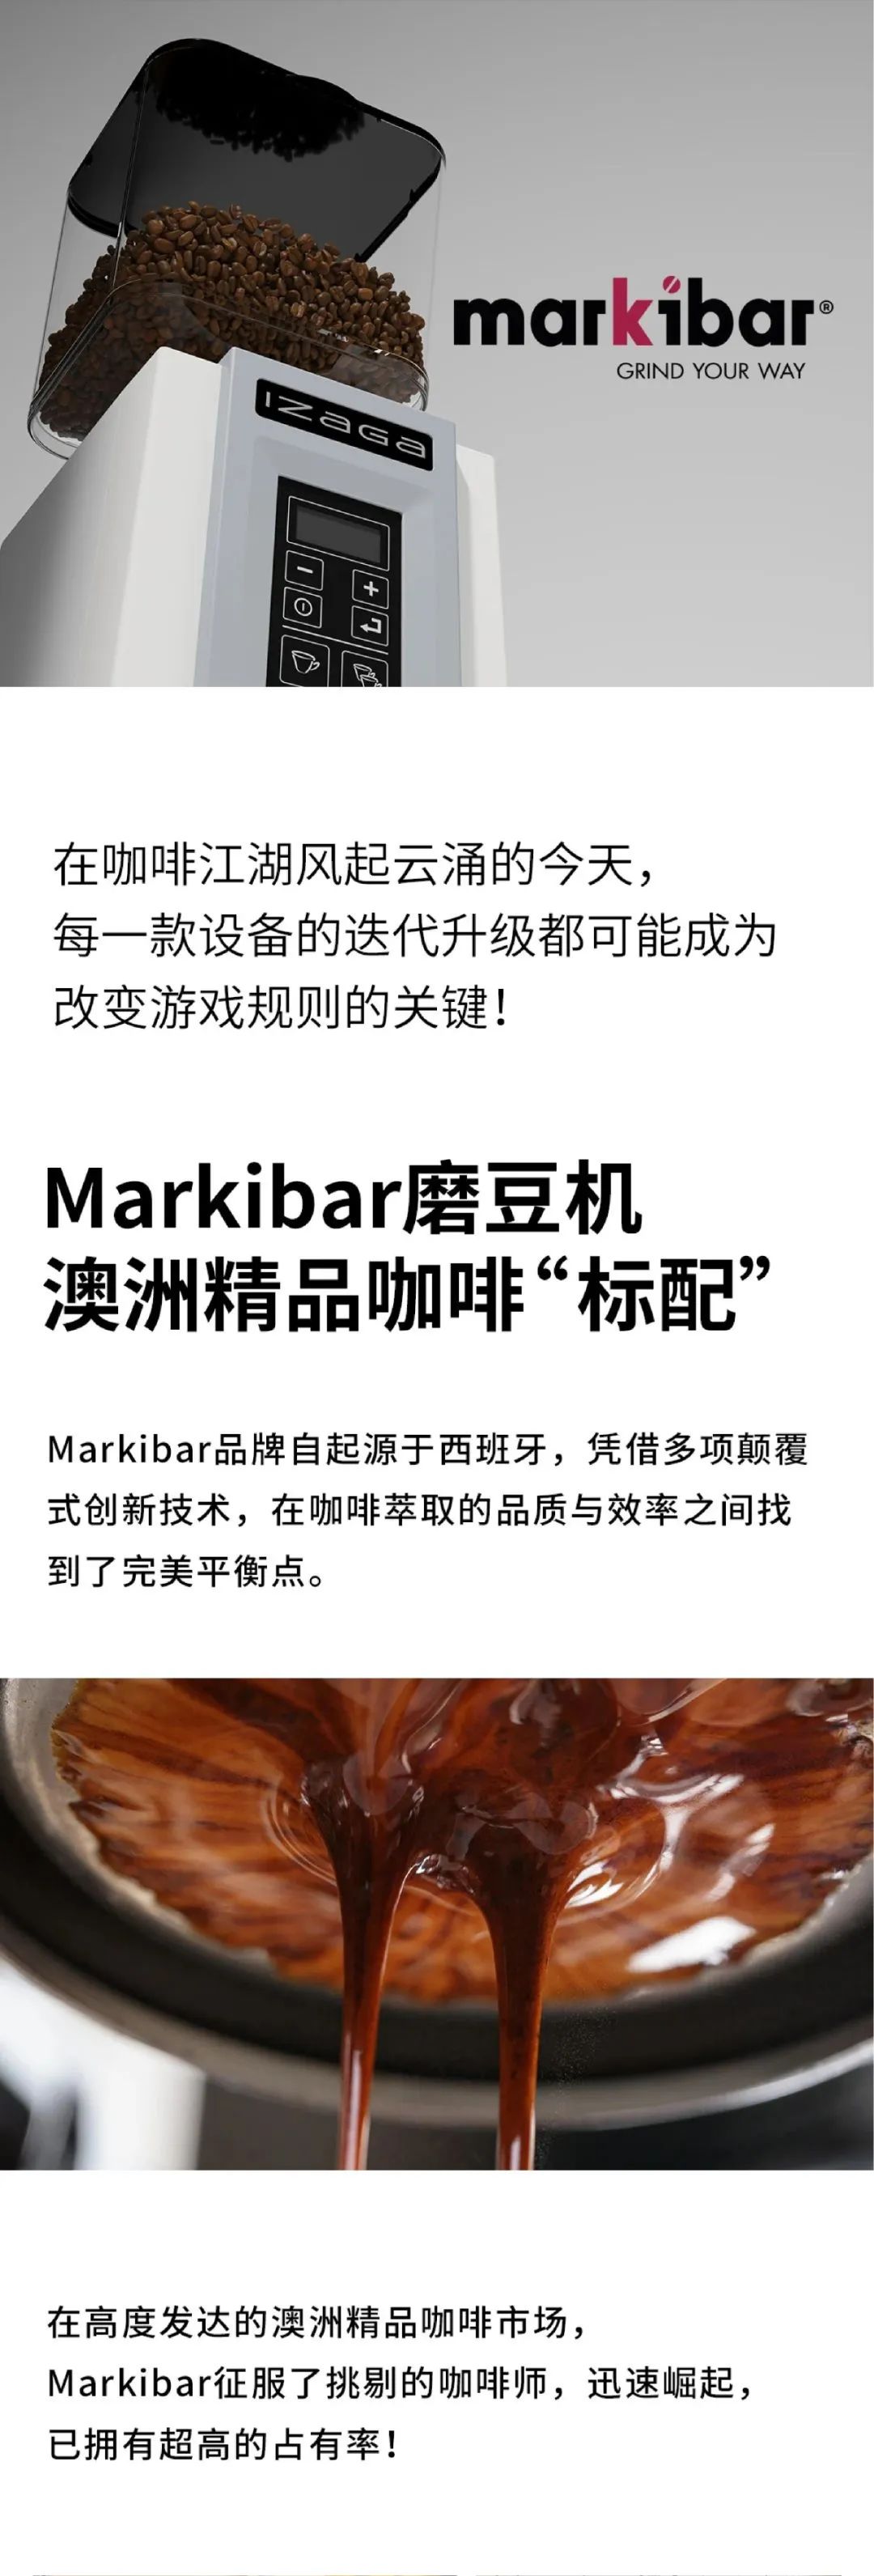 markibar®
GRIND YOUR WAY
IZAGA
在咖啡江湖风起云涌的今天，
每一款设备的迭代升级都可能成为
改变游戏规则的关键！
Markibar磨豆机
澳洲精品咖啡“标配”
Markibar品牌自起源于西班牙，凭借多项颠覆
式创新技术，在咖啡萃取的品质与效率之间找
到了完美平衡点。
在高度发达的澳洲精品咖啡市场，
Markibar征服了挑剔的咖啡师，迅速崛起，
已拥有超高的占有率！